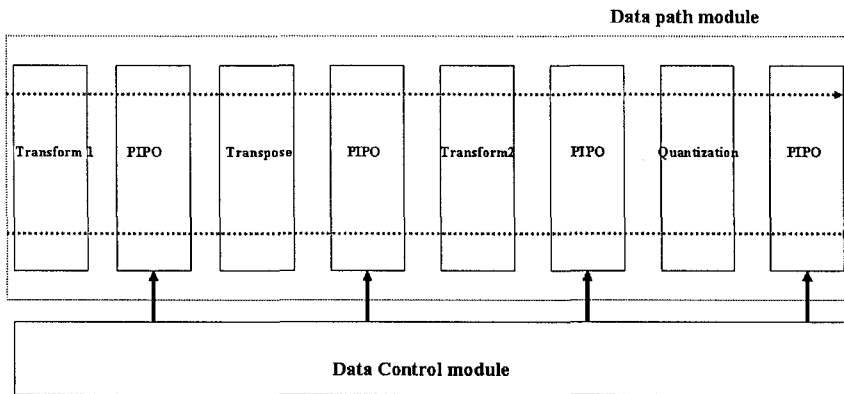 Data path module
Transform 1 PIPO Transpose PIPO Transform2 PIPO Quantization PIPO
Data Control module